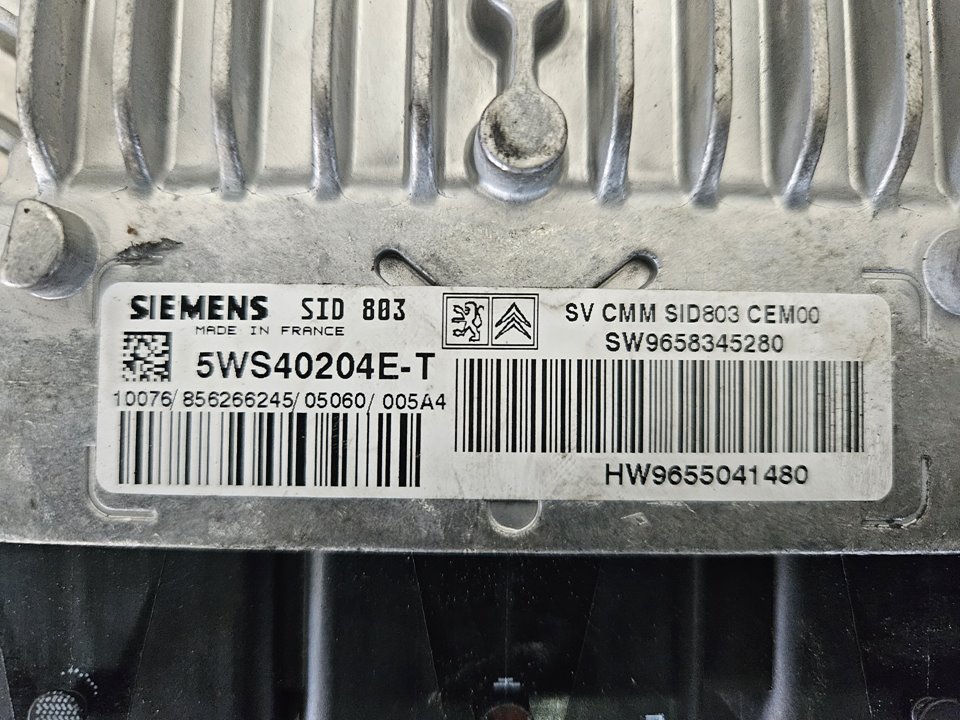 SIEMENS SID 803
MADE IN FRANCE
5WS40204E-T
10076/856266245/05060/005A4
SV CMM SID803 CEM00
SW9658345280
HW9655041480